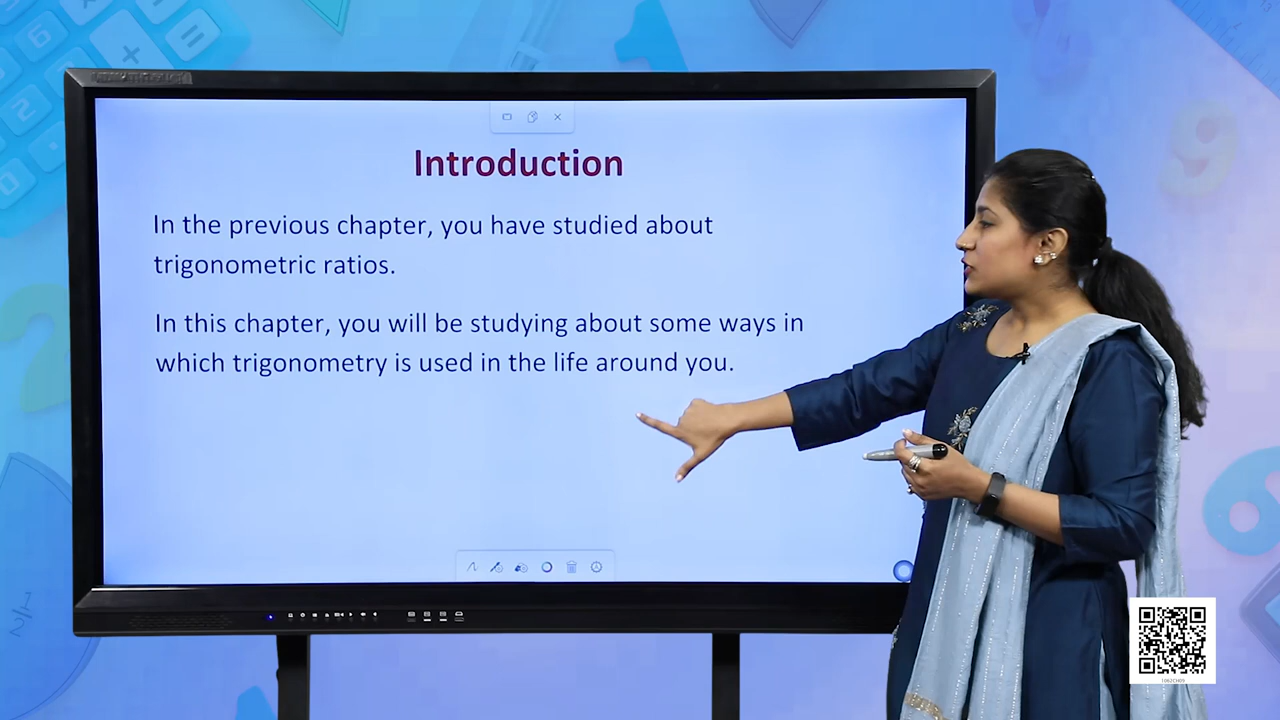 Introduction
In the previous chapter, you have studied about
trigonometric ratios.
In this chapter, you will be studying about some ways in
which trigonometry is used in the life around you.
1062CH09